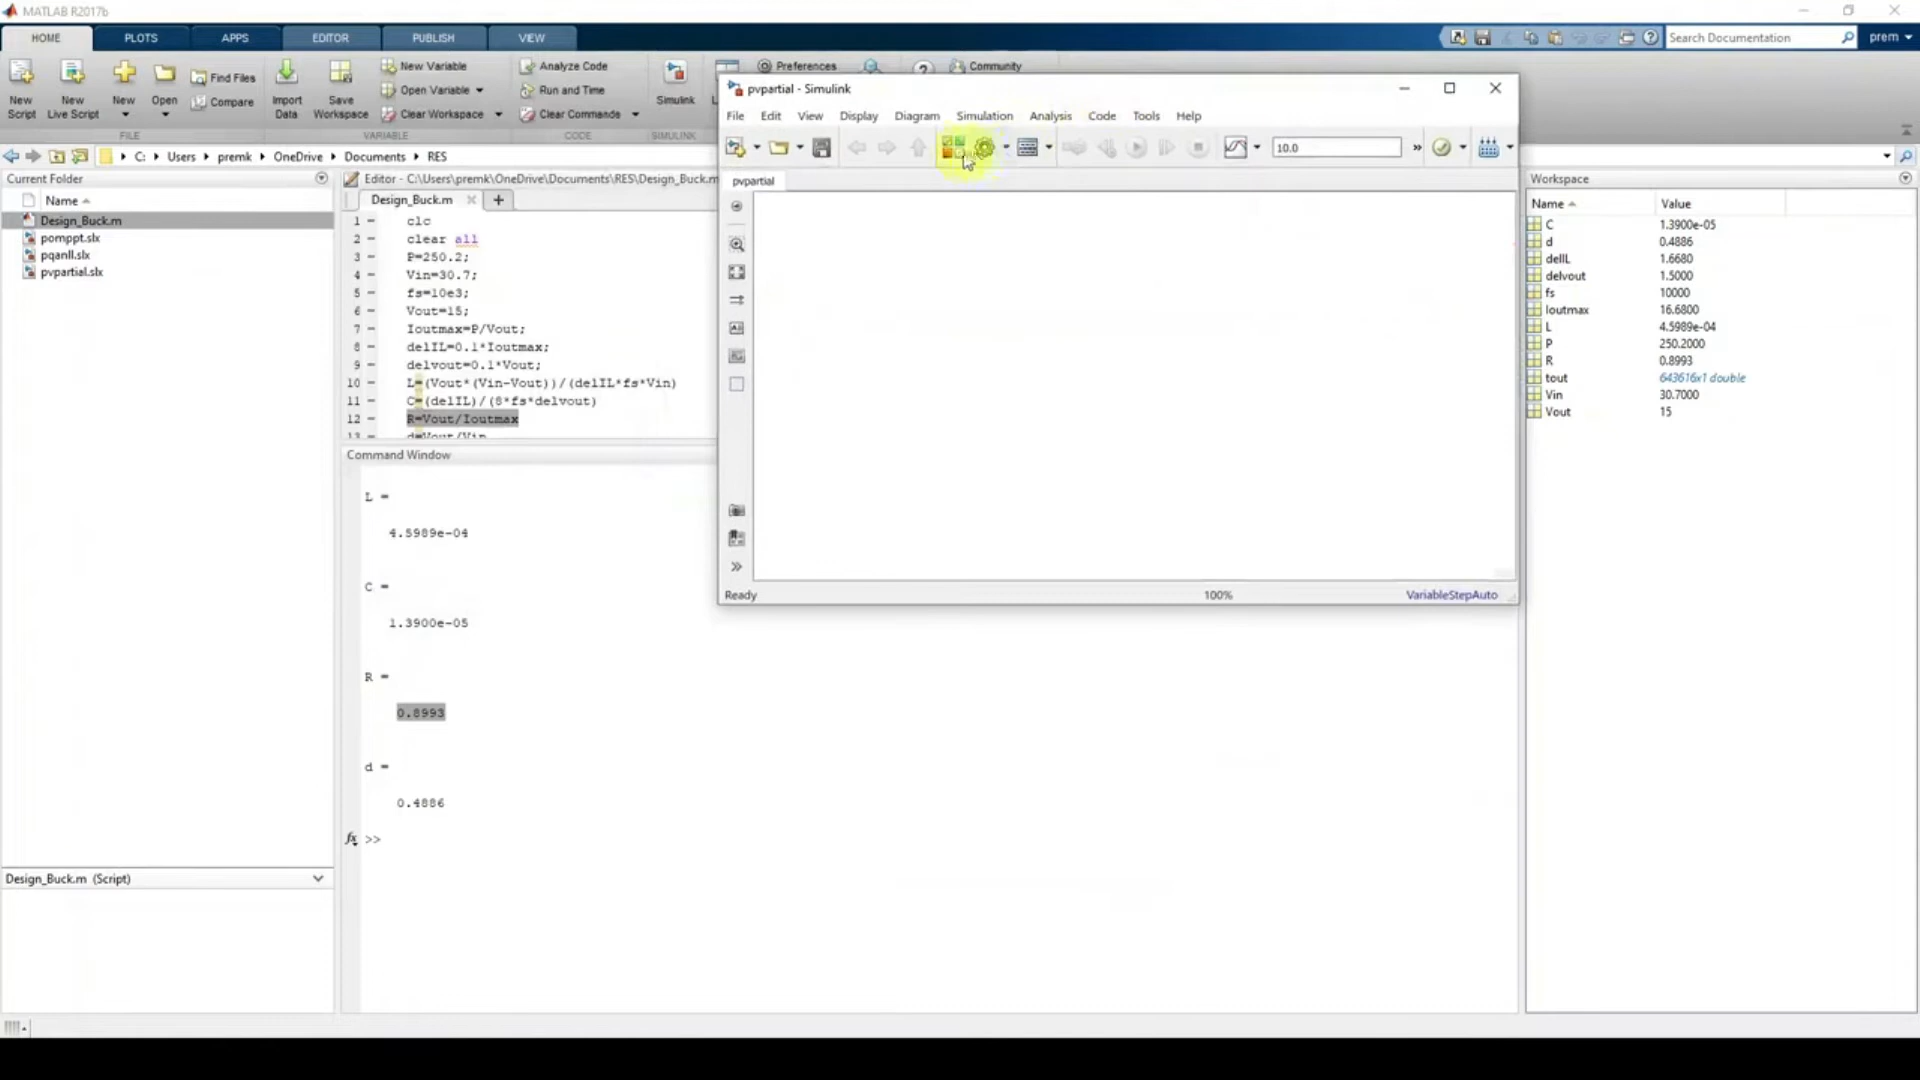 MATLAB R2017b
HOME PLOTS APPS EDITOR PUBLISH VIEW
Search Documentation
prem
New Script
New Live Script
New
Open
Find Files
Compare
FILE
Import Data
Save Workspace
New Variable
Open Variable
Clear Workspace
VARIABLE
Analyze Code
Run and Time
Clear Commands
CODE
Simulink
SIMULINK
Preferences
Community
C: Users premk OneDrive Documents RES
Current Folder
Name
Design_Buck.m
pomppt.slx
pqanll.slx
pvpartial.slx
Design_Buck.m (Script)
Editor - C:\Users\premk\OneDrive\Documents\RES\Design_Buck.m
Design_Buck.m
1 - clc
2 - clear all
3 - P=250.2;
4 - Vin=30.7;
5 - fs=10e3;
6 - Vout=15;
7 - Ioutmax=P/Vout;
8 - delIL=0.1*Ioutmax;
9 - delvout=0.1*Vout;
10 - L=(Vout*(Vin-Vout))/(delIL*fs*Vin)
11 - C=(delIL)/(8*fs*delvout)
12 - R=Vout/Ioutmax
13 - d=Vout/Vin
Command Window
L =
4.5989e-04
C =
1.3900e-05
R =
0.8993
d =
0.4886
fx >>
pvpartial - Simulink
File Edit View Display Diagram Simulation Analysis Code Tools Help
10.0
pvpartial
Ready 100% VariableStepAuto
Workspace
Name Value
C 1.3900e-05
d 0.4886
delIL 1.6680
delvout 1.5000
fs 10000
Ioutmax 16.6800
L 4.5989e-04
P 250.2000
R 0.8993
tout 643616x1 double
Vin 30.7000
Vout 15